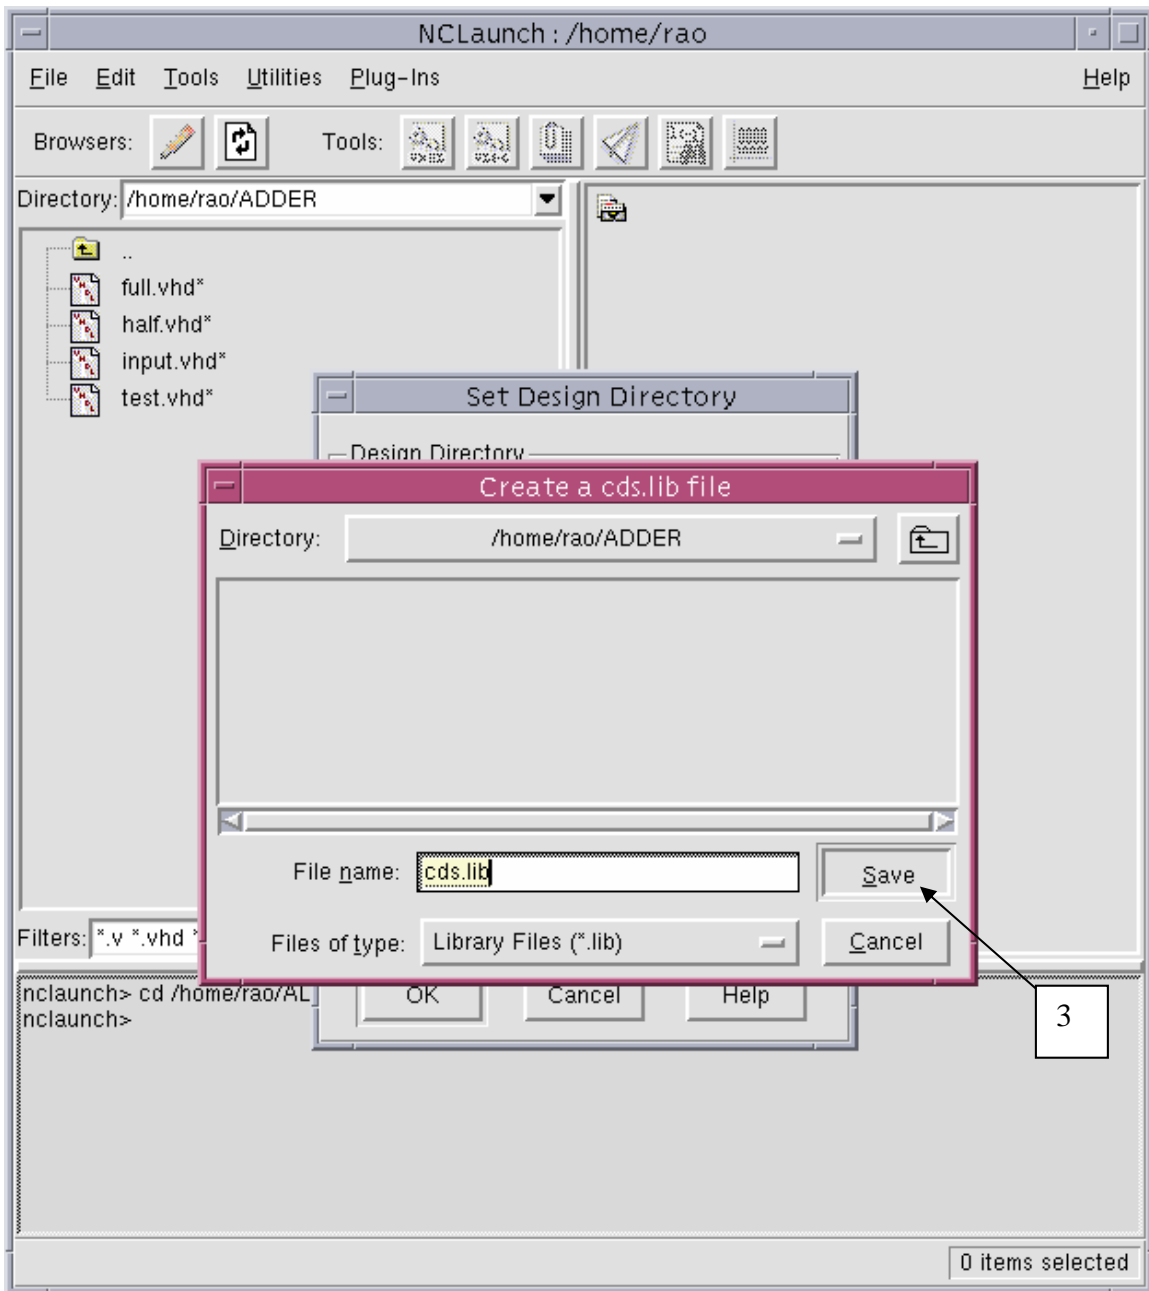 NCLaunch : /home/rao
File Edit Tools Utilities Plug-Ins Help
Browsers: Tools:
Directory: /home/rao/ADDER
..
full.vhd*
half.vhd*
input.vhd*
test.vhd*
Set Design Directory
Design Directory
Create a cds.lib file
Directory: /home/rao/ADDER
File name: cds.lib Save
Filters: *.v *.vhd
Files of type: Library Files (*.lib) Cancel
nclaunch> cd /home/rao/AL
nclaunch>
OK Cancel Help
3
0 items selected